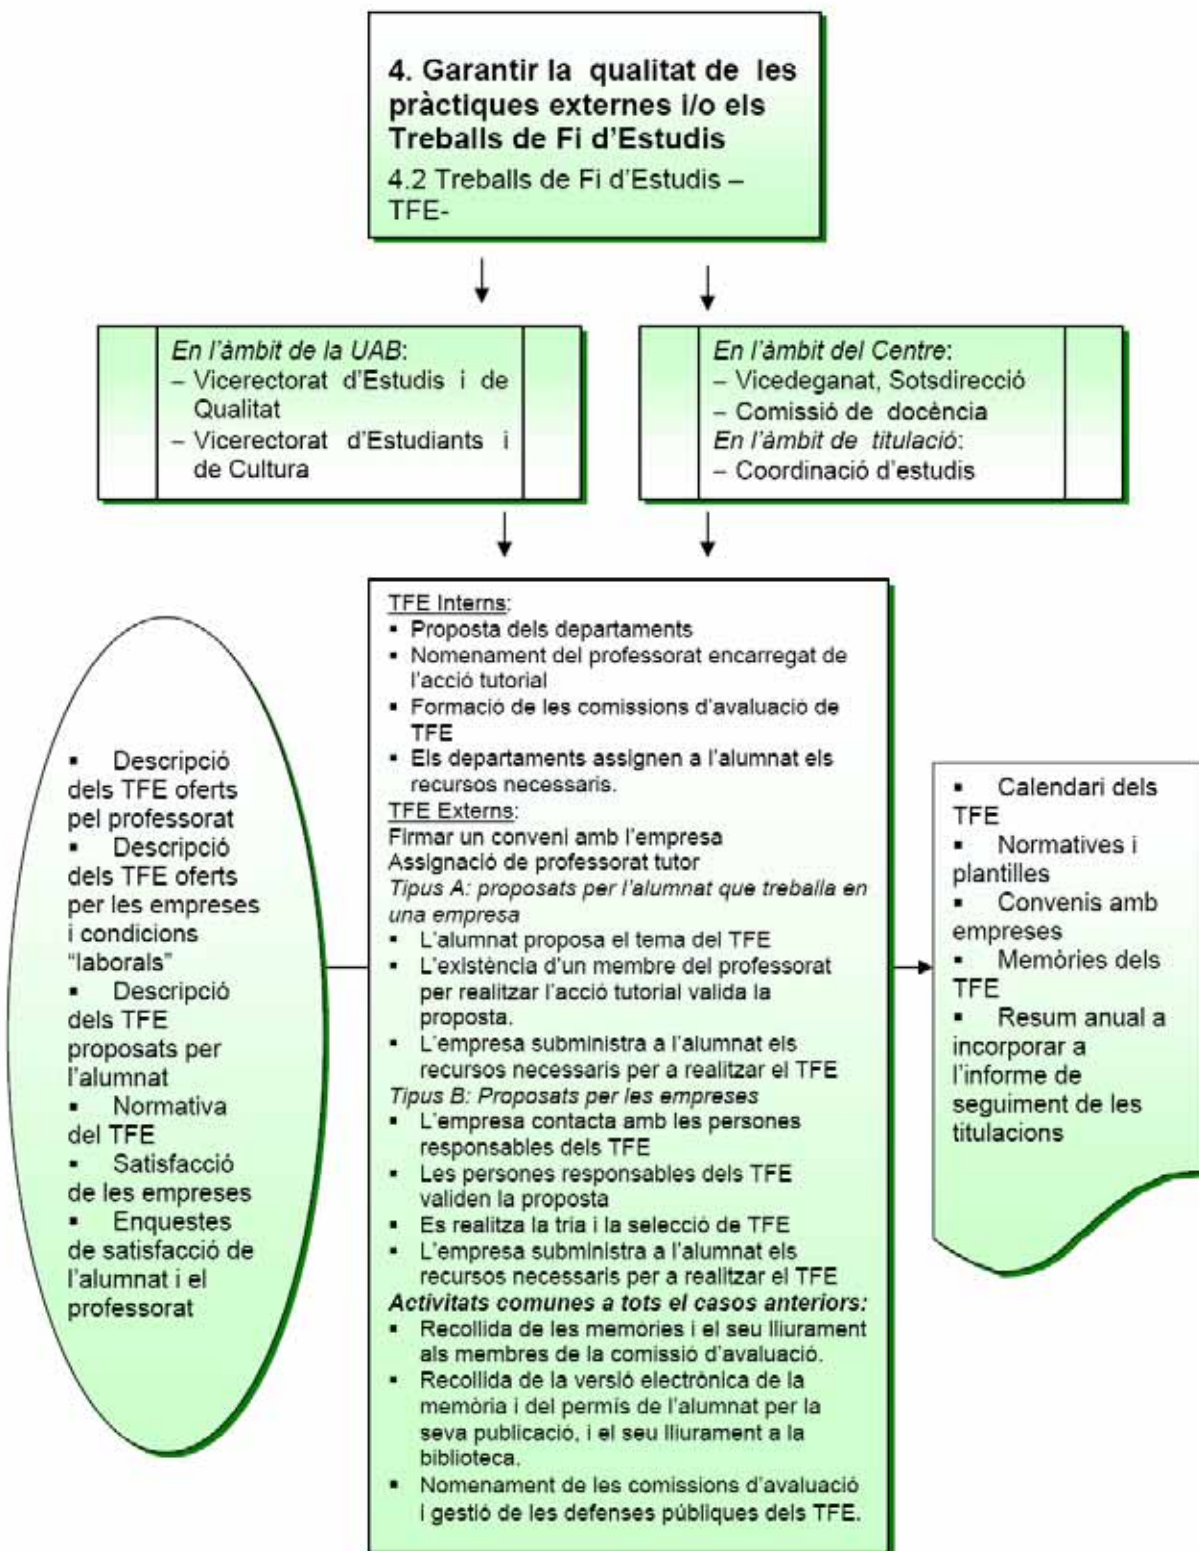 4. Garantir la qualitat de les
pràctiques externes i/o els
Treballs de Fi d'Estudis
4.2 Treballs de Fi d'Estudis –
TFE-
En l'àmbit de la UAB:
– Vicerectorat d'Estudis i de
Qualitat
– Vicerectorat d'Estudiants i
de Cultura
En l'àmbit del Centre:
– Vicedeganat, Sotsdirecció
– Comissió de docència
En l'àmbit de titulació:
– Coordinació d'estudis
▪ Descripció
dels TFE oferts
pel professorat
▪ Descripció
dels TFE oferts
per les empreses
i condicions
"laborals"
▪ Descripció
dels TFE
proposats per
l'alumnat
▪ Normativa
del TFE
▪ Satisfacció
de les empreses
▪ Enquestes
de satisfacció de
l'alumnat i el
professorat
TFE Interns:
▪ Proposta dels departaments
▪ Nomenament del professorat encarregat de
l'acció tutorial
▪ Formació de les comissions d'avaluació de
TFE
▪ Els departaments assignen a l'alumnat els
recursos necessaris.
TFE Externs:
Firmar un conveni amb l'empresa
Assignació de professorat tutor
Tipus A: proposats per l'alumnat que treballa en
una empresa
▪ L'alumnat proposa el tema del TFE
▪ L'existència d'un membre del professorat
per realitzar l'acció tutorial valida la
proposta.
▪ L'empresa subministra a l'alumnat els
recursos necessaris per a realitzar el TFE
Tipus B: Proposats per les empreses
▪ L'empresa contacta amb les persones
responsables dels TFE
▪ Les persones responsables dels TFE
validen la proposta
▪ Es realitza la tria i la selecció de TFE
▪ L'empresa subministra a l'alumnat els
recursos necessaris per a realitzar el TFE
Activitats comunes a tots el casos anteriors:
▪ Recollida de les memòries i el seu lliurament
als membres de la comissió d'avaluació.
▪ Recollida de la versió electrònica de la
memòria i del permís de l'alumnat per la
seva publicació, i el seu lliurament a la
biblioteca.
▪ Nomenament de les comissions d'avaluació
i gestió de les defenses públiques dels TFE.
▪ Calendari dels
TFE
▪ Normatives i
plantilles
▪ Convenis amb
empreses
▪ Memòries dels
TFE
▪ Resum anual a
incorporar a
l'informe de
seguiment de les
titulacions